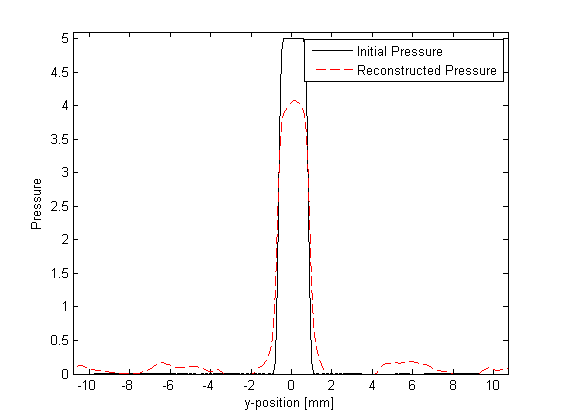 Initial Pressure
Reconstructed Pressure
5
4.5
4
3.5
3
2.5
2
1.5
1
0.5
0
Pressure
-10 -8 -6 -4 -2 0 2 4 6 8 10
y-position [mm]